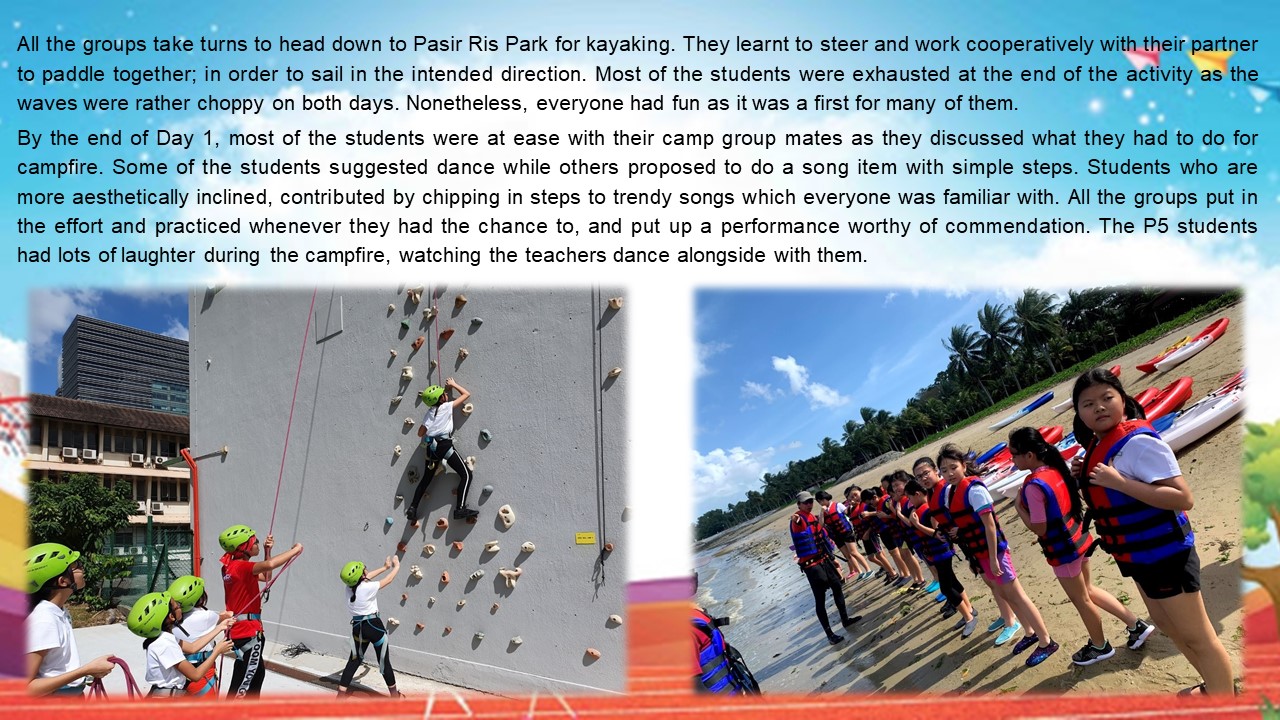 All the groups take turns to head down to Pasir Ris Park for kayaking. They learnt to steer and work cooperatively with their partner
to paddle together; in order to sail in the intended direction. Most of the students were exhausted at the end of the activity as the
waves were rather choppy on both days. Nonetheless, everyone had fun as it was a first for many of them.
By the end of Day 1, most of the students were at ease with their camp group mates as they discussed what they had to do for
campfire. Some of the students suggested dance while others proposed to do a song item with simple steps. Students who are
more aesthetically inclined, contributed by chipping in steps to trendy songs which everyone was familiar with. All the groups put in
the effort and practiced whenever they had the chance to, and put up a performance worthy of commendation. The P5 students
had lots of laughter during the campfire, watching the teachers dance alongside with them.